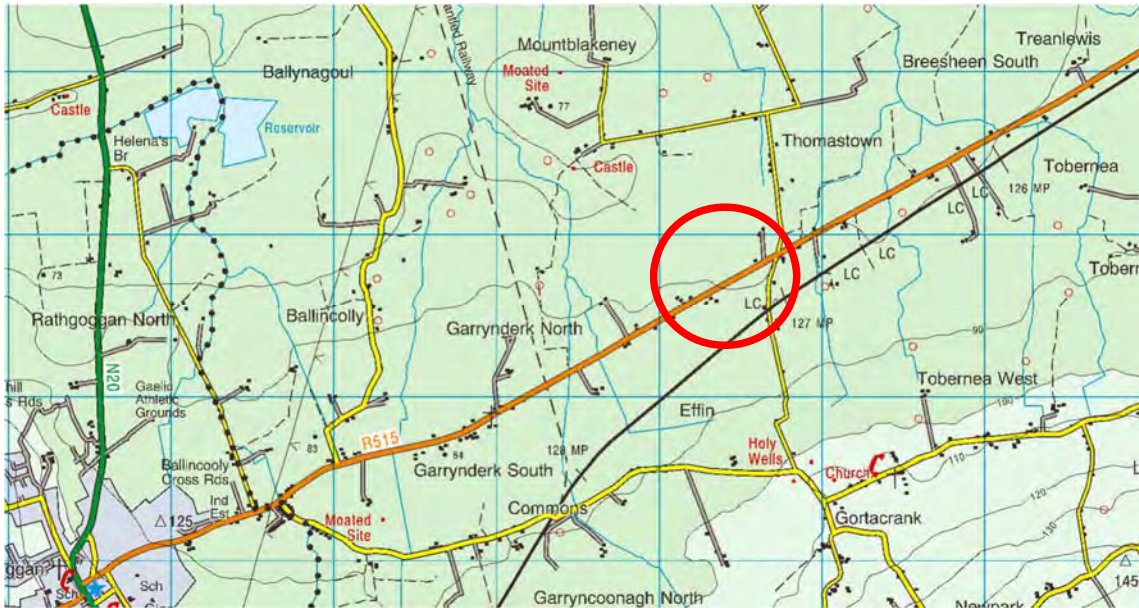 Mountblakeney
Treanlewis
Breesheen South
Ballynagoul
Moated
Site
77
Castle
Reservoir
Helena's
Br
Thomastown
Castle
Tobernea
126 MP
LC
LC
LC
LC
LC
127 MP
73
Rathgoggan North
Ballincolly
Garrynderk North
90
N20
Gaelic
Athletic
Grounds
Tobernea West
100
Effin
R515
83
84
Garrynderk South
128 MP
Holy
Wells
Church
110
Ballincooly
Cross Rds
Ind
Est
125
Moated
Site
Commons
120
130
Gortacrank
Sch
Sch
145
Garryncoonagh North
Newpark